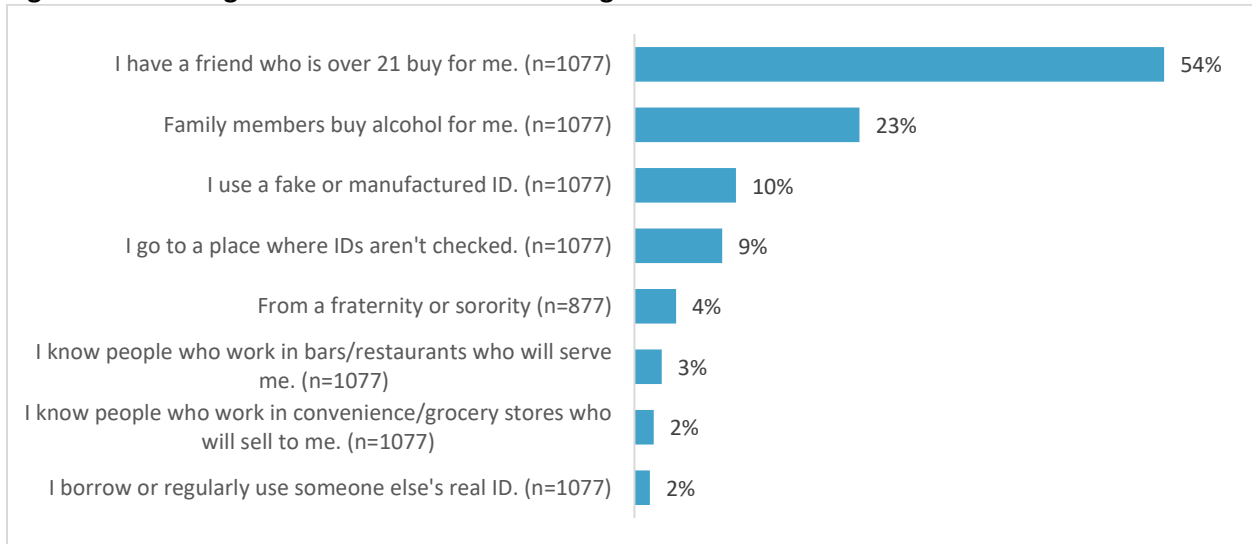 I have a friend who is over 21 buy for me. (n=1077)
54%
Family members buy alcohol for me. (n=1077)
23%
I use a fake or manufactured ID. (n=1077)
10%
I go to a place where IDs aren't checked. (n=1077)
9%
From a fraternity or sorority (n=877)
4%
I know people who work in bars/restaurants who will serve
me. (n=1077)
3%
I know people who work in convenience/grocery stores who
will sell to me. (n=1077)
2%
I borrow or regularly use someone else's real ID. (n=1077)
2%